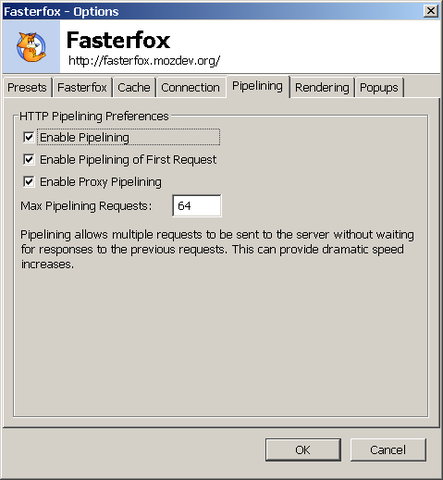 Fasterfox - Options
Fasterfox
http://fasterfox.mozdev.org/
Presets Fasterfox Cache Connection Pipelining Rendering Popups
HTTP Pipelining Preferences
Enable Pipelining
Enable Pipelining of First Request
Enable Proxy Pipelining
Max Pipelining Requests: 64
Pipelining allows multiple requests to be sent to the server without waiting
for responses to the previous requests. This can provide dramatic speed
increases.
OK Cancel